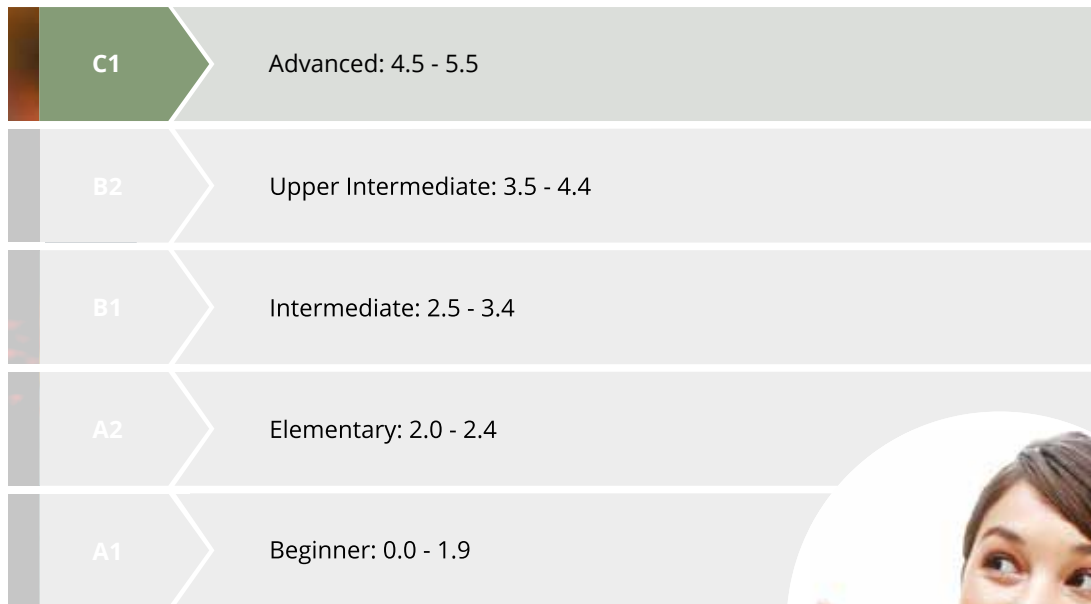 C1 Advanced: 4.5 - 5.5
B2 Upper Intermediate: 3.5 - 4.4
B1 Intermediate: 2.5 - 3.4
A2 Elementary: 2.0 - 2.4
A1 Beginner: 0.0 - 1.9